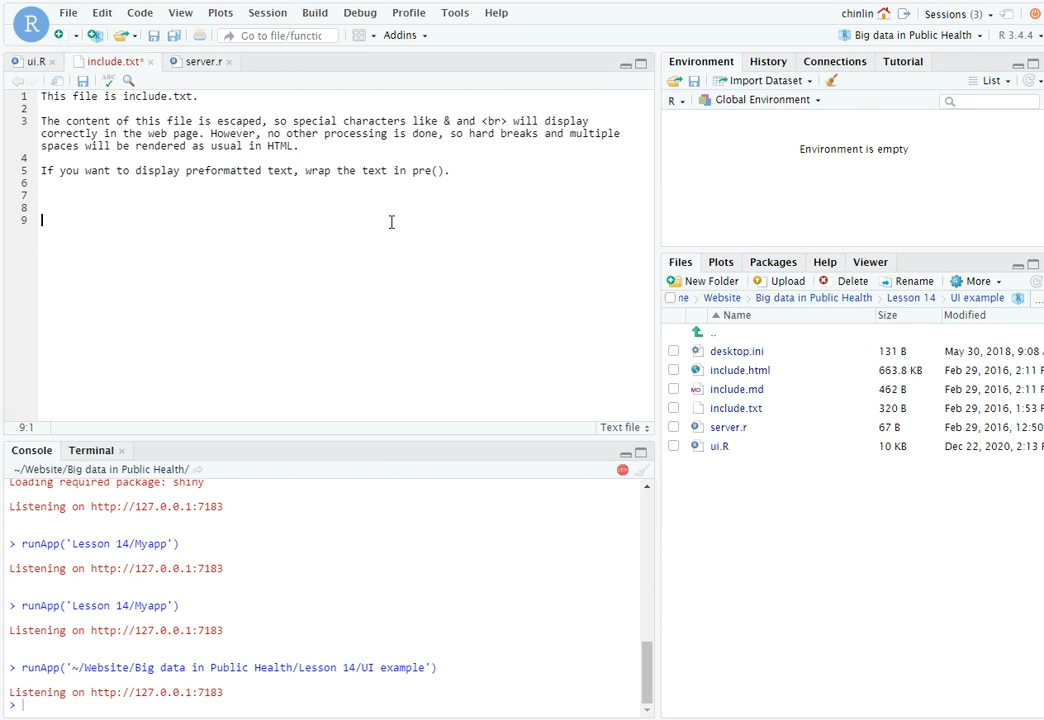 File Edit Code View Plots Session Build Debug Profile Tools Help chinlin Sessions (3)
R Go to file/functic Addins Big data in Public Health R 3.4.4
ui.R × include.txt* × server.r ×
ABC
1 This file is include.txt.
2
3 The content of this file is escaped, so special characters like & and <br> will display
correctly in the web page. However, no other processing is done, so hard breaks and multiple
spaces will be rendered as usual in HTML.
4
5 If you want to display preformatted text, wrap the text in pre().
6
7
8
9
9:1 Text file
Console Terminal ×
~/Website/Big data in Public Health/
Loading required package: shiny
Listening on http://127.0.0.1:7183
> runApp('Lesson 14/Myapp')
Listening on http://127.0.0.1:7183
> runApp('Lesson 14/Myapp')
Listening on http://127.0.0.1:7183
> runApp('~/Website/Big data in Public Health/Lesson 14/UI example')
Listening on http://127.0.0.1:7183
>
Environment History Connections Tutorial
Import Dataset List
R Global Environment
Environment is empty
Files Plots Packages Help Viewer
New Folder Upload Delete Rename More
me > Website > Big data in Public Health > Lesson 14 > UI example ...
Name Size Modified
..
desktop.ini 131 B May 30, 2018, 9:08
include.html 663.8 KB Feb 29, 2016, 2:11 P
include.md 462 B Feb 29, 2016, 2:11 P
include.txt 320 B Feb 29, 2016, 1:53 P
server.r 67 B Feb 29, 2016, 12:50
ui.R 10 KB Dec 22, 2020, 2:13 P